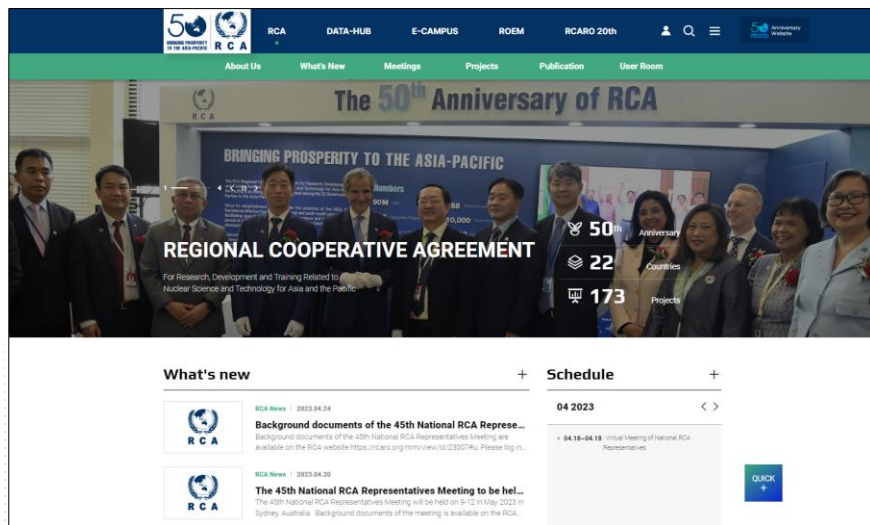 50
BRINGING PROSPERITY
TO THE ASIA-PACIFIC
RCA
RCA
DATA-HUB
E-CAMPUS
ROEM
RCARO 20th
50 Anniversary
Website
About Us
What's New
Meetings
Projects
Publication
User Room
RCA
The 50th Anniversary of RCA
BRINGING PROSPERITY TO THE ASIA-PACIFIC
Numbers
90M
68
10,000
1
4
REGIONAL COOPERATIVE AGREEMENT
For Research, Development and Training Related to
Nuclear Science and Technology for Asia and the Pacific
50th Anniversary
22 Countries
173 Projects
What's new +
RCA
RCA News | 2023.04.24
Background documents of the 45th National RCA Represe...
Background documents of the 45th National RCA Representatives Meeting are
available on the RCA website https://rcaro.org/nrm/view/id/23007#u. Please log in...
RCA
RCA News | 2023.04.20
The 45th National RCA Representatives Meeting to be hel...
The 45th National RCA Representatives Meeting will be held on 9-12 in May 2023 in
Sydney, Australia. Background documents of the meeting is available on the RCA...
Schedule +
04 2023 < >
04.18~04.18: Virtual Meeting of National RCA
Representatives
QUICK
+